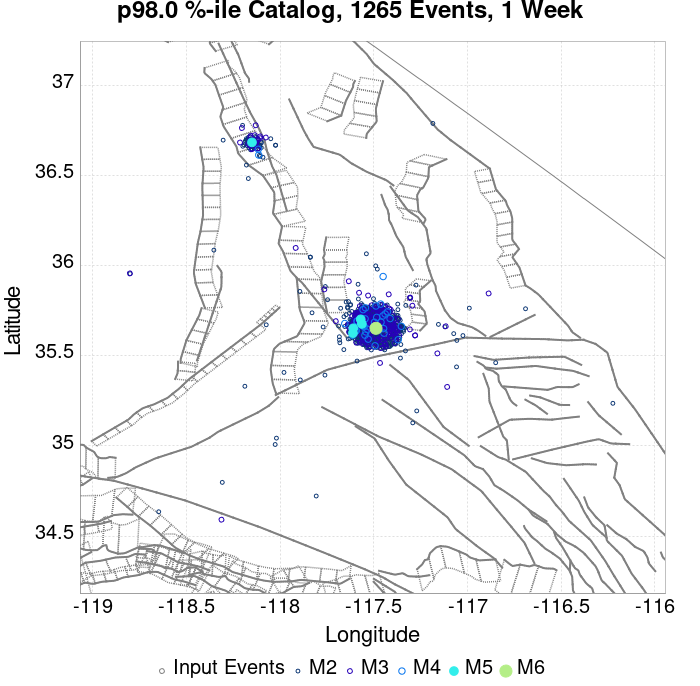 p98.0 %-ile Catalog, 1265 Events, 1 Week
37
36.5
36
35.5
35
34.5
Latitude
-119 -118.5 -118 -117.5 -117 -116.5 -116
Longitude
Input Events M2 M3 M4 M5 M6